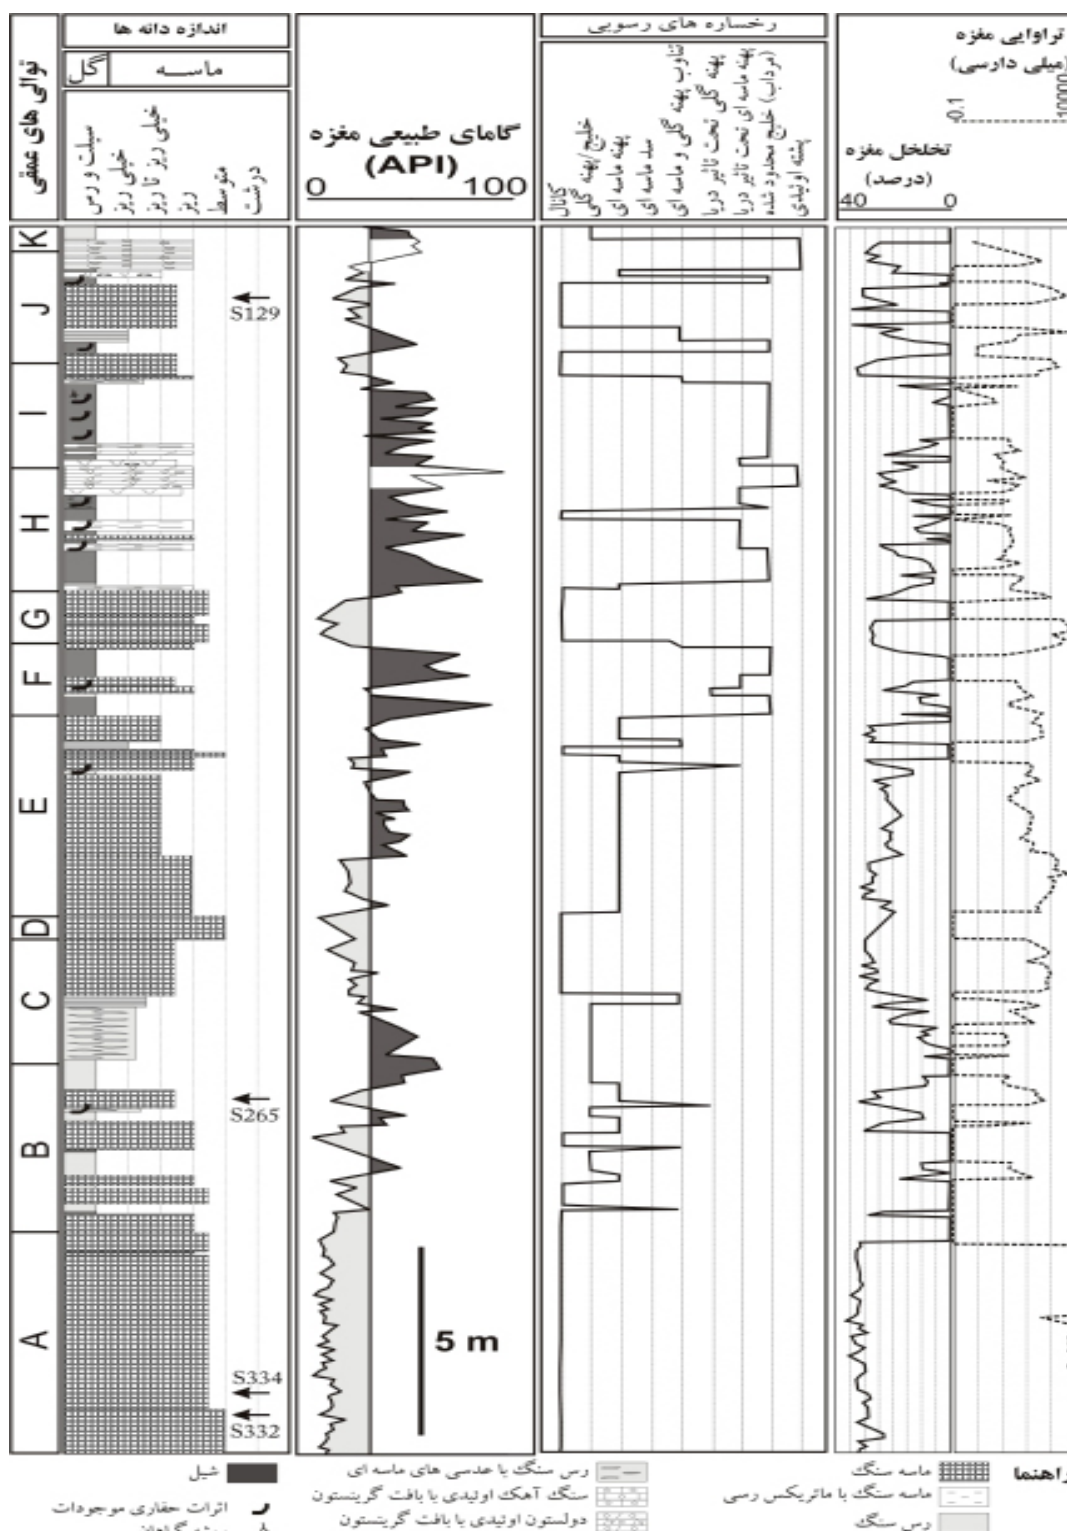 توالی های عمقی
اندازه دانه ها
گل
ماسه
سیلت و رس
خیلی ریز
خیلی ریز تا ریز
ریز
متوسط
درشت
گامای طبیعی مغزه
(API)
0 100
رخساره های رسوبی
کانال
خلیج/پهنه گلی
پهنه ماسه ای
سد ماسه ای
تناوب پهنه گلی و ماسه ای
پهنه گلی تحت تاثیر دریا
پهنه ماسه ای تحت تاثیر دریا
(مرداب) خلیج محدود شده
پشته اوئیدی
تراوایی مغزه
(میلی دارسی)
0.1 10000
تخلخل مغزه
(درصد)
40 0
K
J
I
H
G
F
E
D
C
B
A
S129
S265
S334
S332
5 m
راهنما
ماسه سنگ
ماسه سنگ با ماتریکس رسی
رس سنگ
رس سنگ با عدسی های ماسه ای
سنگ آهک اوئیدی با بافت گرینستون
دولستون اوئیدی با بافت گرینستون
شیل
اثرات حفاری موجودات